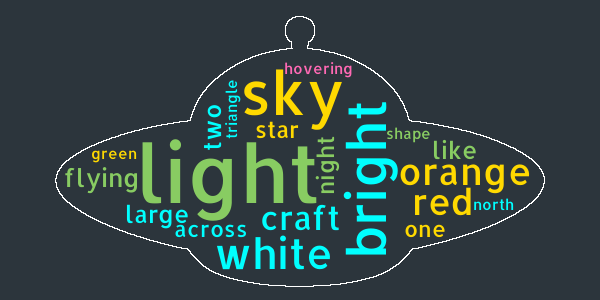 hovering
sky
triangle
two
star
bright
shape
green
light
night
like
flying
orange
red
north
large
craft
across
one
white